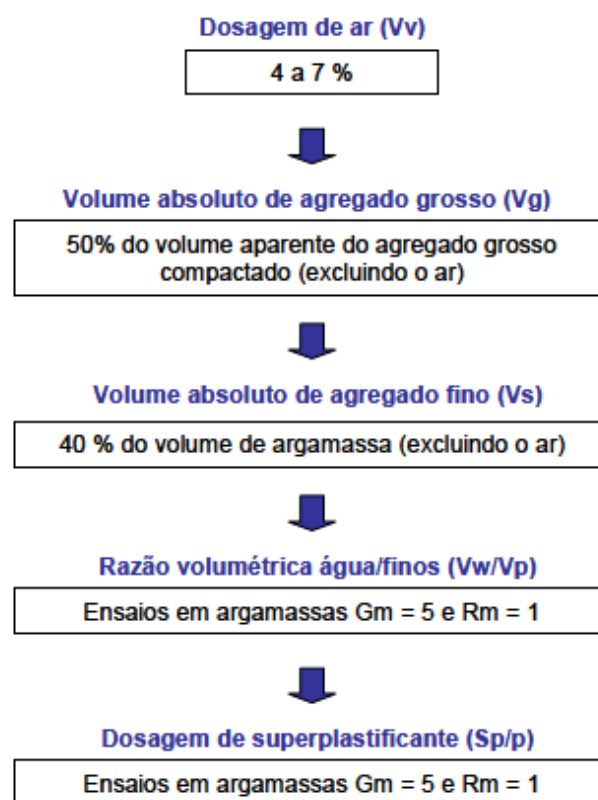 Dosagem de ar (Vv)
4 a 7 %
Volume absoluto de agregado grosso (Vg)
50% do volume aparente do agregado grosso
compactado (excluindo o ar)
Volume absoluto de agregado fino (Vs)
40 % do volume de argamassa (excluindo o ar)
Razão volumétrica água/finos (Vw/Vp)
Ensaios em argamassas Gm = 5 e Rm = 1
Dosagem de superplastificante (Sp/p)
Ensaios em argamassas Gm = 5 e Rm = 1